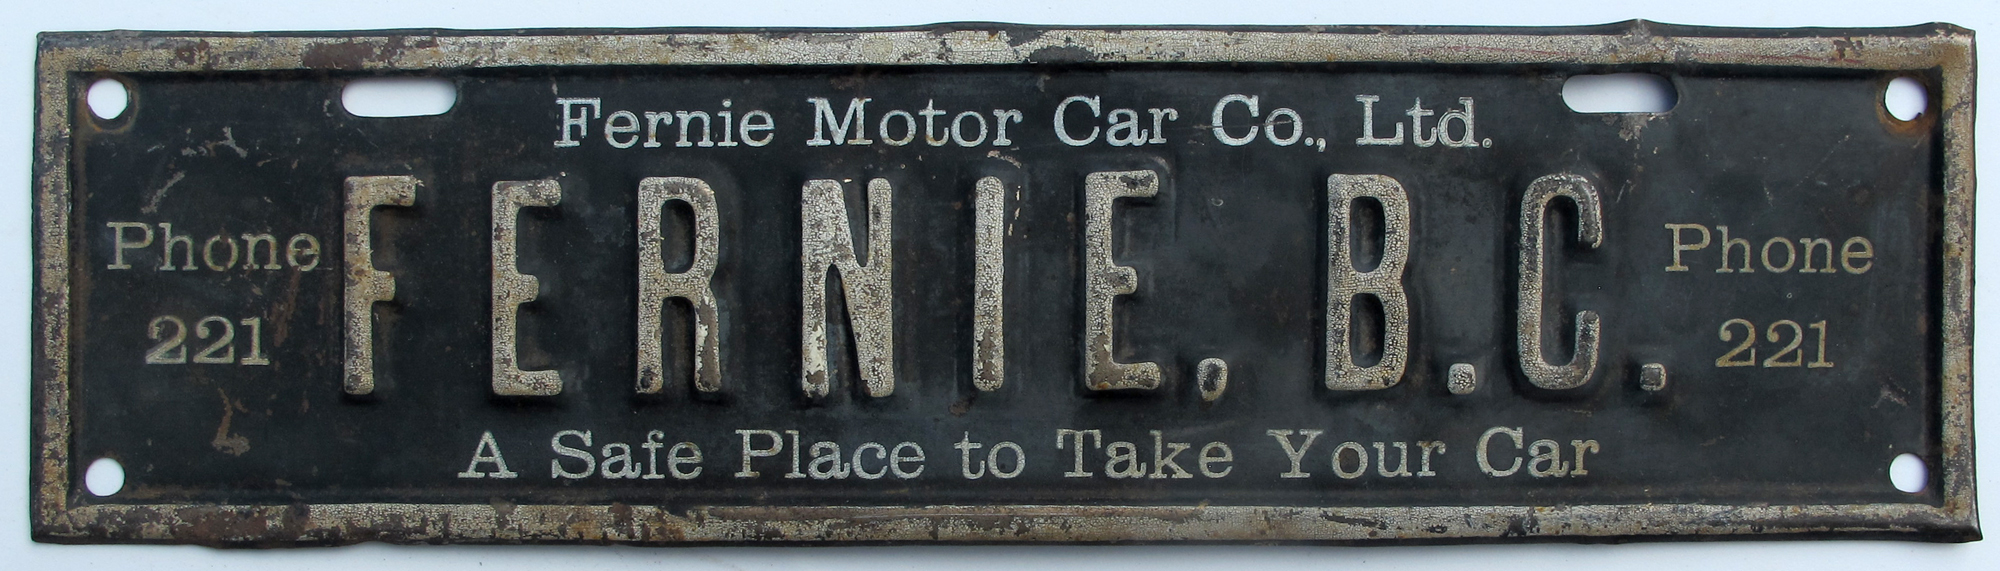 Fernie Motor Car Co., Ltd.
FERNIE, B.C.
Phone
221
Phone
221
A Safe Place to Take Your Car